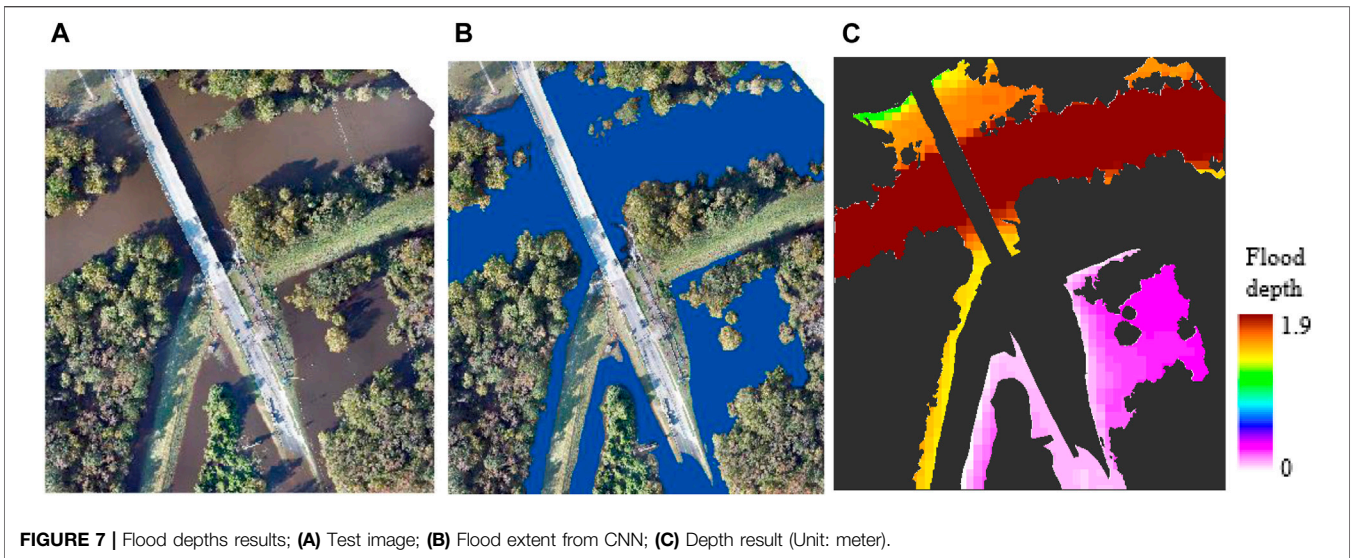 A
B
C
Flood
depth
1.9
0
FIGURE 7 | Flood depths results; (A) Test image; (B) Flood extent from CNN; (C) Depth result (Unit: meter).